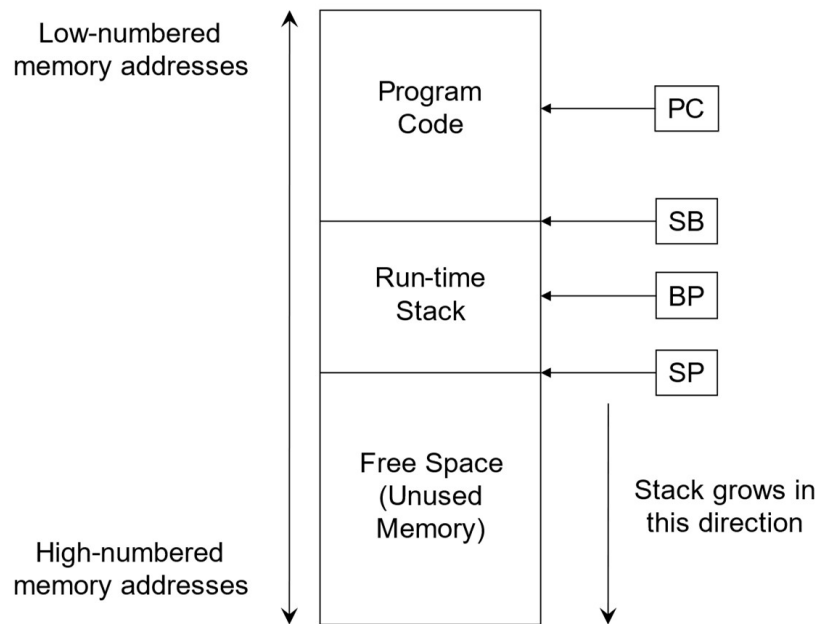 Low-numbered
memory addresses
Program
Code
PC
SB
Run-time
Stack
BP
SP
Free Space
(Unused
Memory)
Stack grows in
this direction
High-numbered
memory addresses